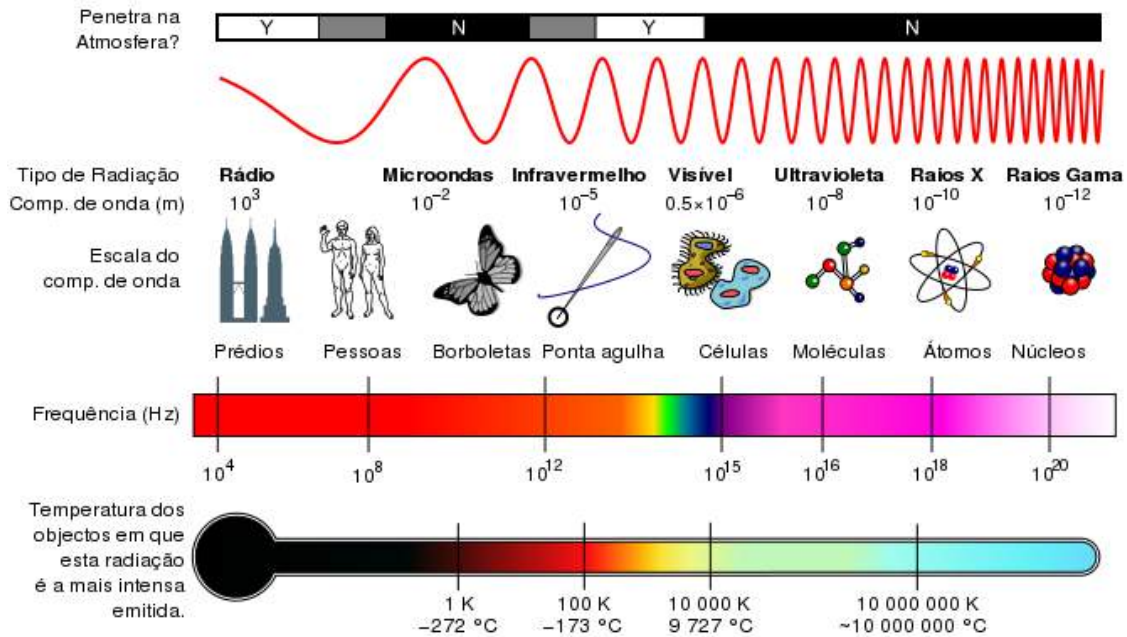 Penetra na
Atmosfera?
Y N Y N
Tipo de Radiação
Rádio Microondas Infravermelho Visível Ultravioleta Raios X Raios Gama
Comp. de onda (m)
10³ 10⁻² 10⁻⁵ 0.5×10⁻⁶ 10⁻⁸ 10⁻¹⁰ 10⁻¹²
Escala do
comp. de onda
Prédios Pessoas Borboletas Ponta agulha Células Moléculas Átomos Núcleos
Frequência (Hz)
10⁴ 10⁸ 10¹² 10¹⁵ 10¹⁶ 10¹⁸ 10²⁰
Temperatura dos
objectos em que
esta radiação
é a mais intensa
emitida.
1 K 100 K 10 000 K 10 000 000 K
−272 °C −173 °C 9 727 °C ~10 000 000 °C